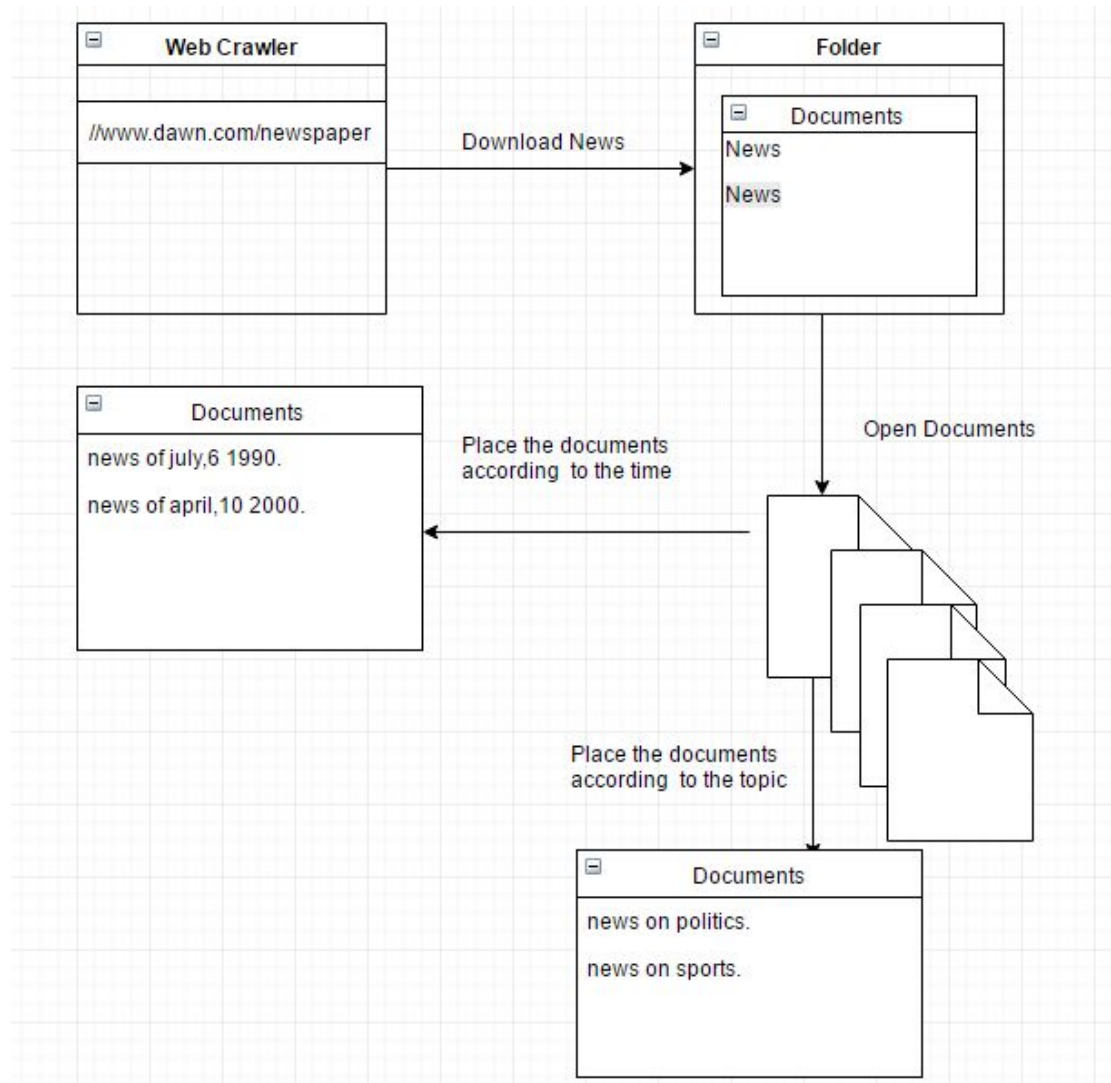 Web Crawler
//www.dawn.com/newspaper
Download News
Folder
Documents
News
News
Open Documents
Place the documents
according  to the time
Documents
news of july,6 1990.
news of april,10 2000.
Place the documents
according  to the topic
Documents
news on politics.
news on sports.